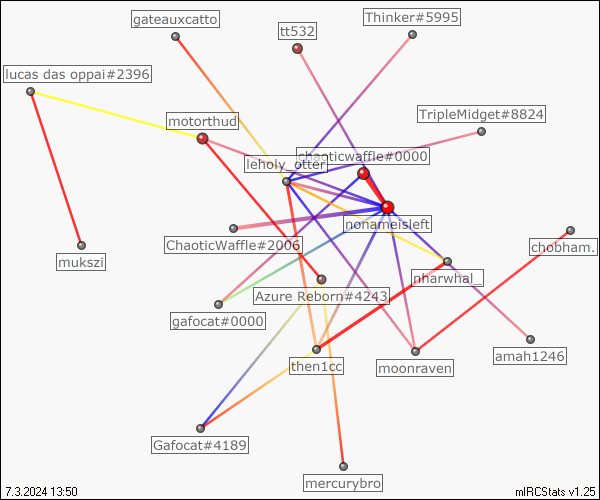 gateauxcatto
Thinker#5995
tt532
lucas das oppai#2396
motorthud
TripleMidget#8824
chaoticwaffle#0000
leholy_otter
nonameisleft
ChaoticWaffle#2006
chobham.
mukszi
nharwhal_
Azure Reborn#4243
gafocat#0000
then1cc
moonraven
amah1246
Gafocat#4189
mercurybro
7.3.2024 13:50
mIRCStats v1.25